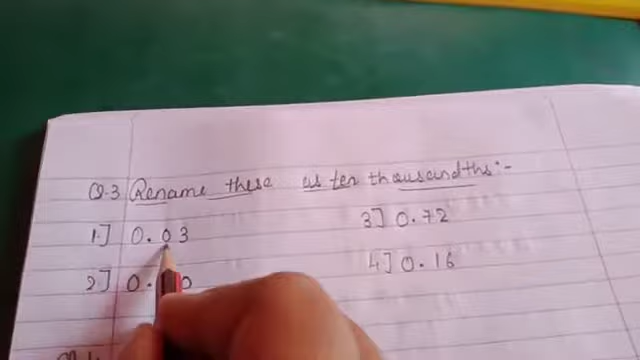 Q.3 Rename these as ten thousandths :-
1.] 0.03
3] 0.72
2.] 0.
4] 0.16